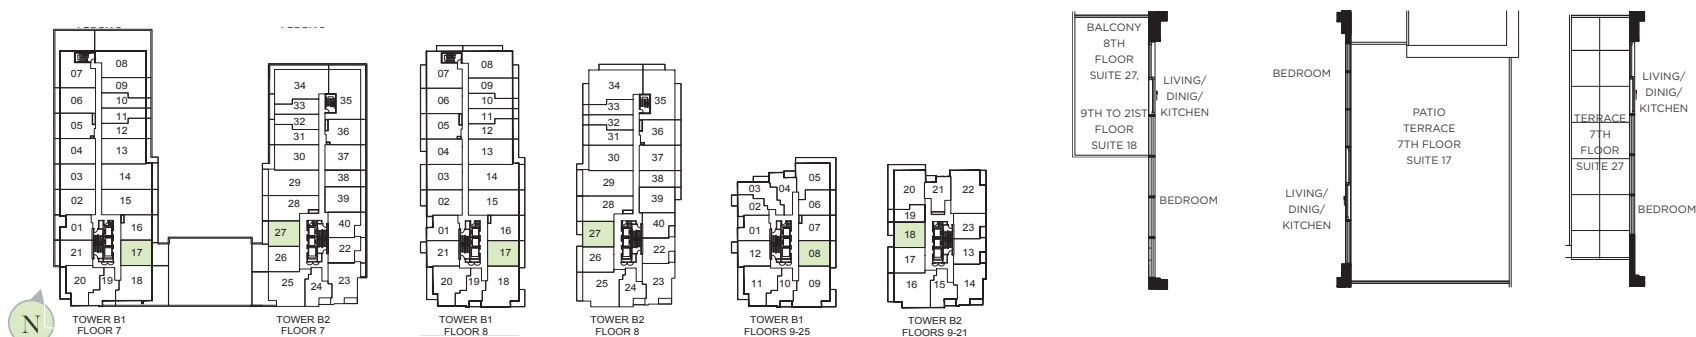 07
08
09
06
10
11
05
12
04
13
03
14
02
15
01
16
21
17
20
19
18
TOWER B1
FLOOR 7
34
35
33
32
36
31
30
37
29
38
28
39
27
40
26
22
25
24
23
TOWER B2
FLOOR 7
07
08
09
06
10
11
05
12
04
13
03
14
02
15
01
16
21
17
20
19
18
TOWER B1
FLOOR 8
34
35
33
32
36
31
30
37
29
38
28
39
27
40
26
22
25
24
23
TOWER B2
FLOOR 8
03
04
05
02
06
01
07
12
08
11
10
09
TOWER B1
FLOORS 9-25
20
21
22
19
18
23
17
13
16
15
14
TOWER B2
FLOORS 9-21
N
BALCONY
8TH
FLOOR
SUITE 27,
9TH TO 21ST
FLOOR
SUITE 18
LIVING/
DINIG/
KITCHEN
BEDROOM
BEDROOM
LIVING/
DINIG/
KITCHEN
PATIO
TERRACE
7TH FLOOR
SUITE 17
TERRACE
7TH
FLOOR
SUITE 27
LIVING/
DINIG/
KITCHEN
BEDROOM